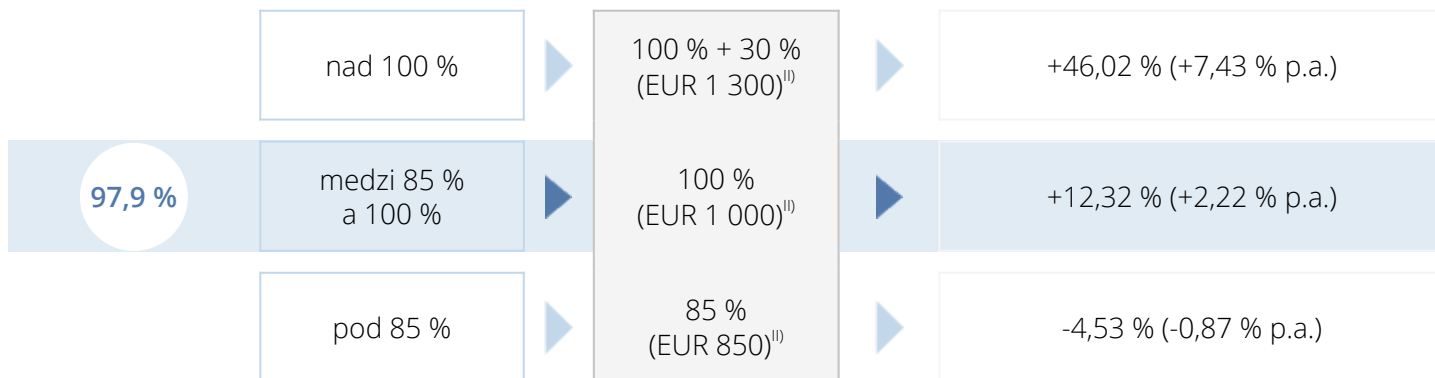 nad 100 %
100 % + 30 %
(EUR 1 300)II)
+46,02 % (+7,43 % p.a.)
97,9 %
medzi 85 %
a 100 %
100 %
(EUR 1 000)II)
+12,32 % (+2,22 % p.a.)
pod 85 %
85 %
(EUR 850)II)
-4,53 % (-0,87 % p.a.)